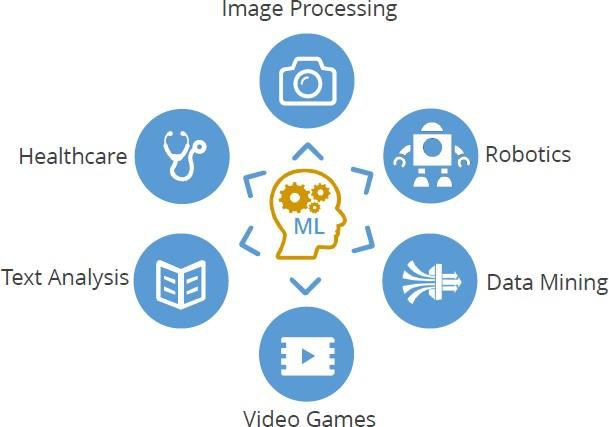 Image Processing
Healthcare
Robotics
ML
Text Analysis
Data Mining
Video Games